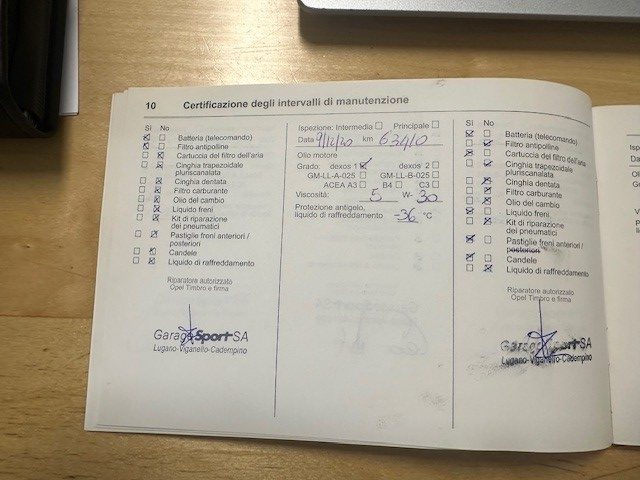 10 Certificazione degli intervalli di manutenzione
Sì No
Batteria (telecomando)
Filtro antipolline
Cartuccia del filtro dell'aria
Cinghia trapezoidale
pluriscanalata
Cinghia dentata
Filtro carburante
Olio del cambio
Liquido freni
Kit di riparazione
dei pneumatici
Pastiglie freni anteriori /
posteriori
Candele
Liquido di raffreddamento
Riparatore autorizzato
Opel Timbro e firma
GarageSportSA
Lugano-Viganello-Cadempino
Ispezione: Intermedia Principale
Data 9/12/20 km 63410
Olio motore
Grado: dexos 1 dexos 2
GM-LL-A-025 GM-LL-B-025
ACEA A3 B4 C3
Viscosità: 5 W- 30
Protezione antigelo,
liquido di raffreddamento -36 °C
Sì No
Batteria (telecomando)
Filtro antipolline
Cartuccia del filtro dell'aria
Cinghia trapezoidale
pluriscanalata
Cinghia dentata
Filtro carburante
Olio del cambio
Liquido freni
Kit di riparazione
dei pneumatici
Pastiglie freni anteriori /
posteriori
Candele
Liquido di raffreddamento
Riparatore autorizzato
Opel Timbro e firma
GarageSportSA
Lugano-Viganello-Cadempino